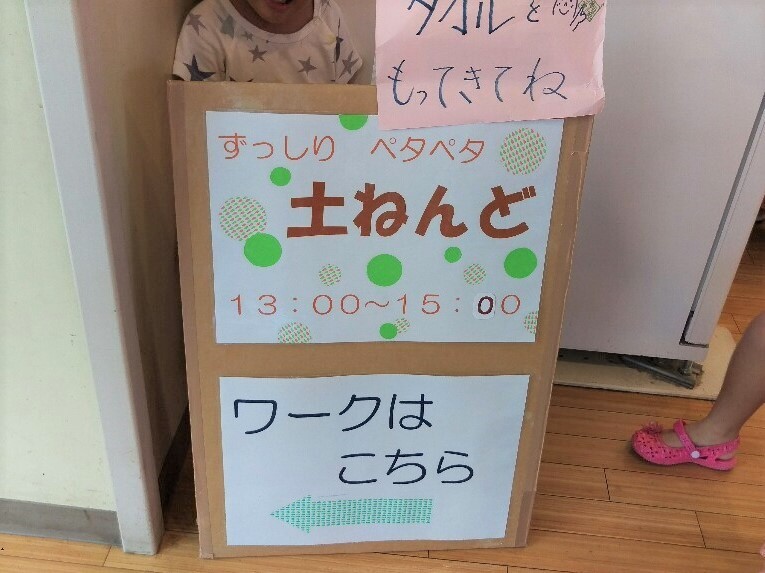 タオルと
もってきてね
ずっしり ペタペタ
土ねんど
13：00～15：00
ワークは
こちら